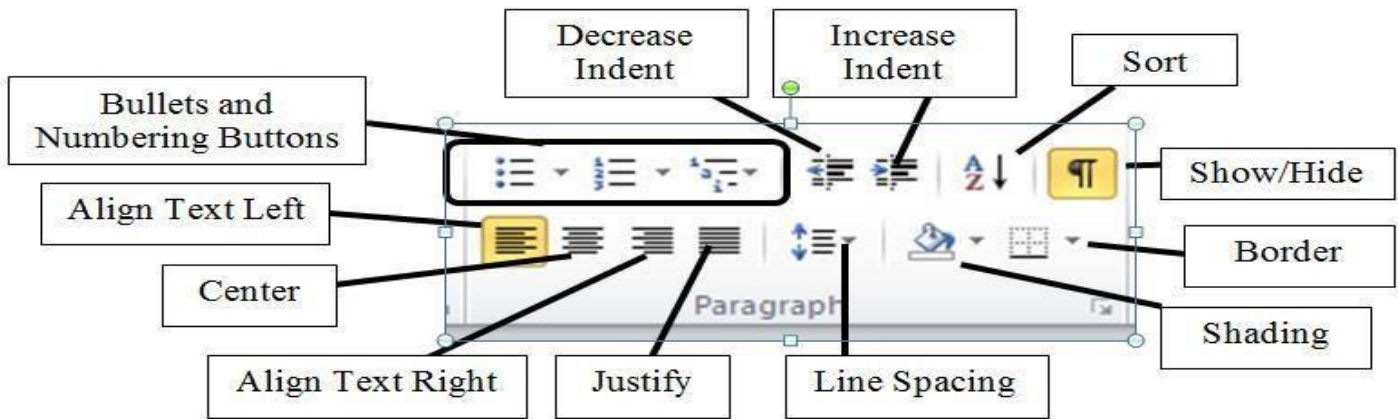 Decrease
Indent
Increase
Indent
Sort
Bullets and
Numbering Buttons
Show/Hide
Align Text Left
Border
Center
Paragraph
Shading
Align Text Right
Justify
Line Spacing